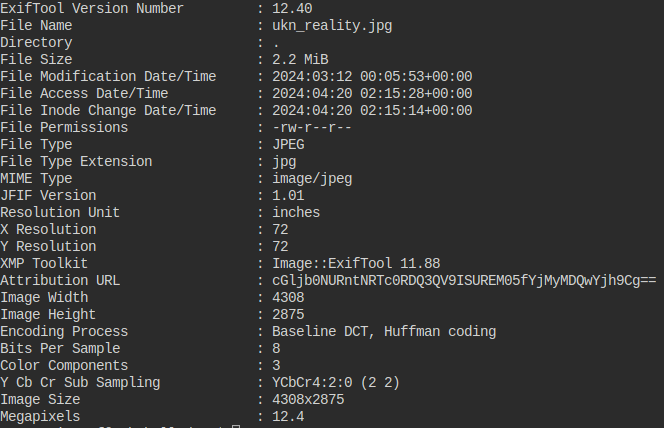 ExifTool Version Number : 12.40
File Name : ukn_reality.jpg
Directory : .
File Size : 2.2 MiB
File Modification Date/Time : 2024:03:12 00:05:53+00:00
File Access Date/Time : 2024:04:20 02:15:28+00:00
File Inode Change Date/Time : 2024:04:20 02:15:14+00:00
File Permissions : -rw-r--r--
File Type : JPEG
File Type Extension : jpg
MIME Type : image/jpeg
JFIF Version : 1.01
Resolution Unit : inches
X Resolution : 72
Y Resolution : 72
XMP Toolkit : Image::ExifTool 11.88
Attribution URL : cGljb0NURntNRTc0RDQ3QV9ISUREM05fYjMyMDQwYjh9Cg==
Image Width : 4308
Image Height : 2875
Encoding Process : Baseline DCT, Huffman coding
Bits Per Sample : 8
Color Components : 3
Y Cb Cr Sub Sampling : YCbCr4:2:0 (2 2)
Image Size : 4308x2875
Megapixels : 12.4